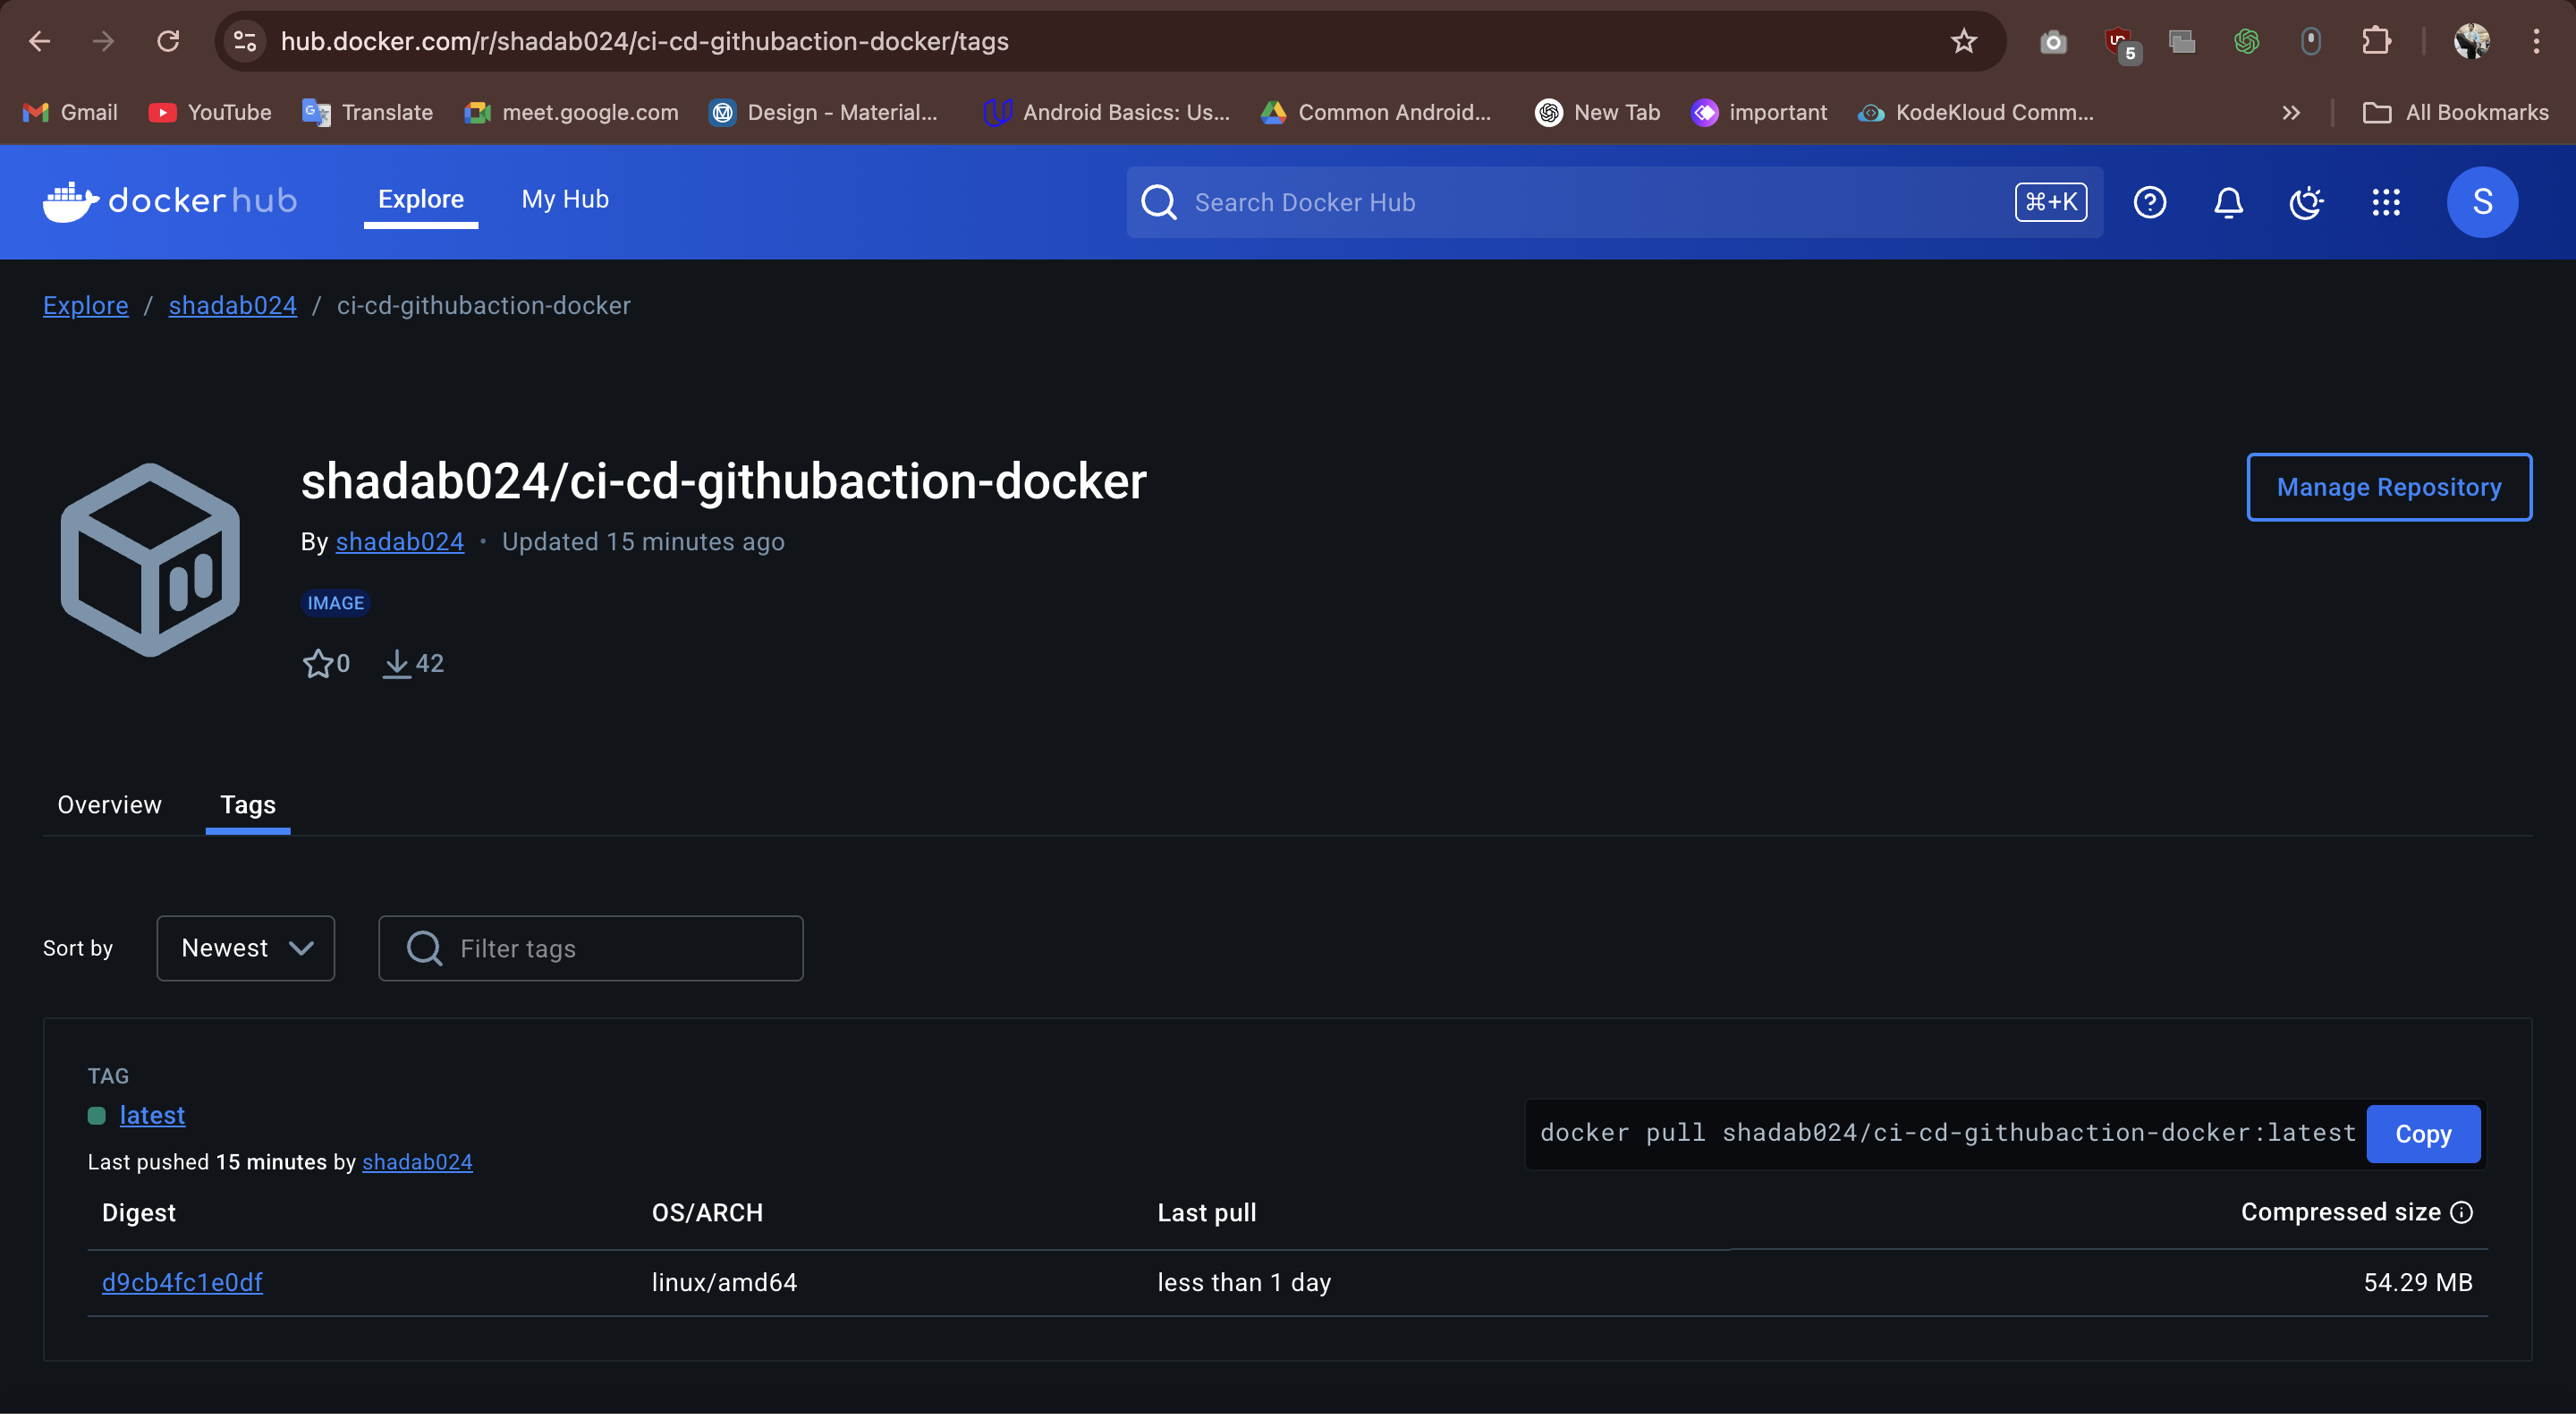 hub.docker.com/r/shadab024/ci-cd-githubaction-docker/tags
5
Gmail
YouTube
Translate
meet.google.com
Design - Material...
Android Basics: Us...
Common Android...
New Tab
important
KodeKloud Comm...
All Bookmarks
dockerhub
Explore
My Hub
Search Docker Hub
⌘+K
S
Explore / shadab024 / ci-cd-githubaction-docker
shadab024/ci-cd-githubaction-docker
Manage Repository
By shadab024 • Updated 15 minutes ago
IMAGE
0 42
Overview
Tags
Sort by
Newest
Filter tags
TAG
latest
docker pull shadab024/ci-cd-githubaction-docker:latest
Copy
Last pushed 15 minutes by shadab024
Digest OS/ARCH Last pull Compressed size
d9cb4fc1e0df linux/amd64 less than 1 day 54.29 MB